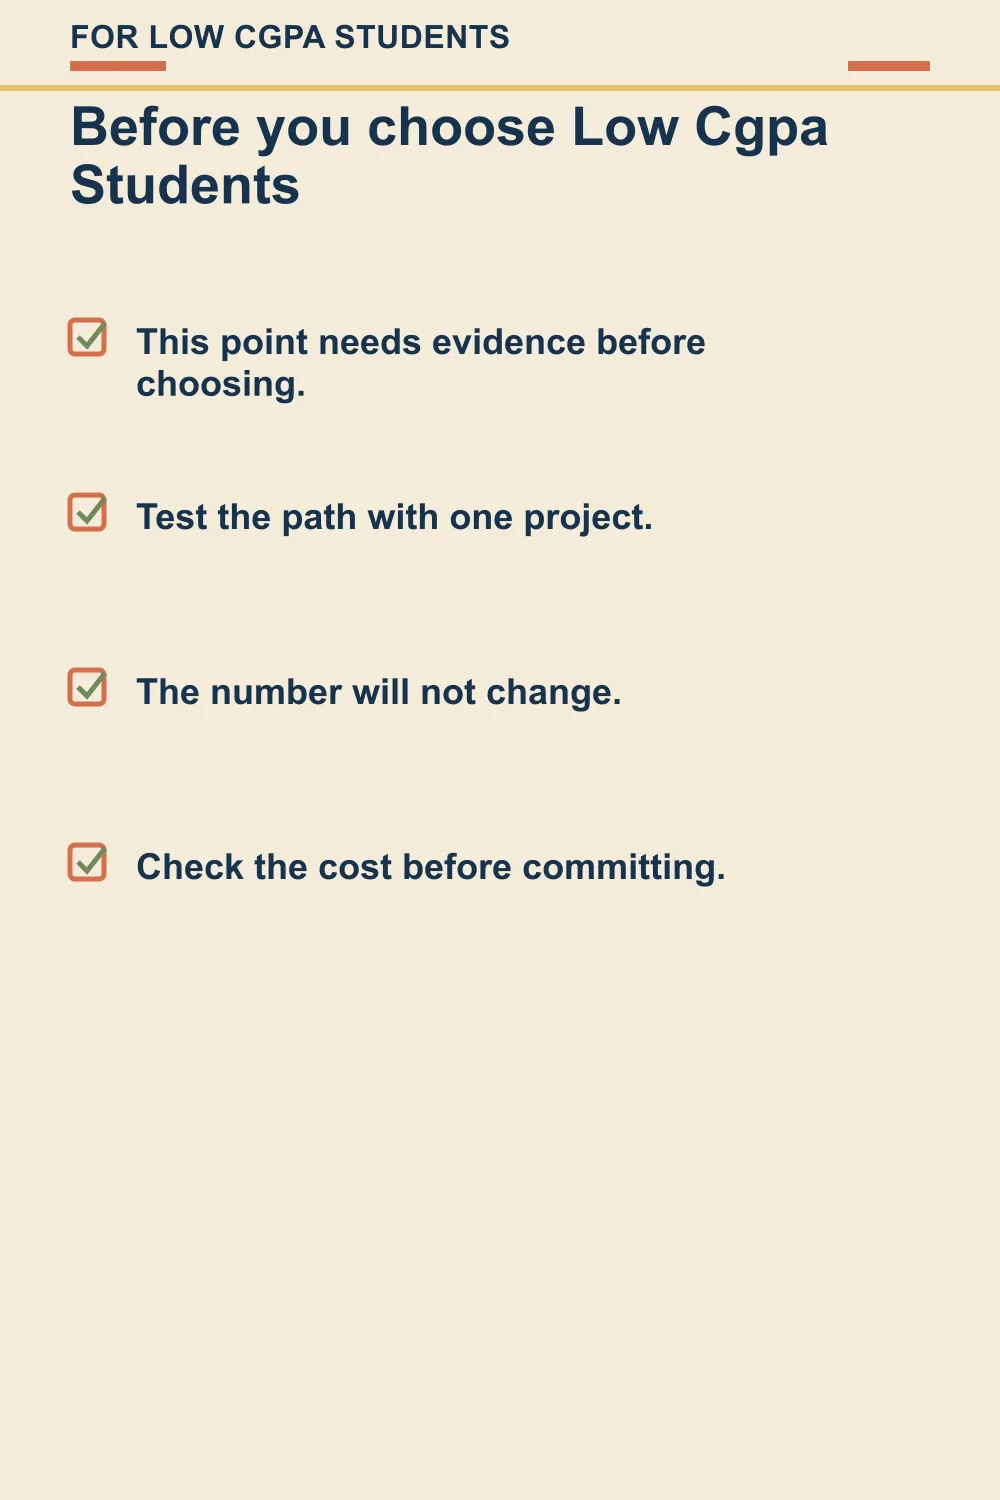 FOR LOW CGPA STUDENTS
Before you choose Low Cgpa
Students
This point needs evidence before
choosing.
Test the path with one project.
The number will not change.
Check the cost before committing.